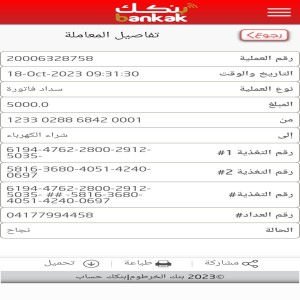 بنكك
bankak
رجوع
تفاصيل المعاملة
رقم العملية 20006328758
التاريخ والوقت 18-Oct-2023 09:31:30
نوع العملية سداد فاتورة
المبلغ 5000.0
من 1233 0288 6842 0001
إلى شراء الكهرباء
رقم التغذية 1# 6194-4762-2800-2912-
5035-
رقم التغذية 2# 5816-3680-4051-4240-
0697
رقم التغذية# 6194-4762-2800-2912-
5035- ## -5816-3680-
4051-4240-0697
رقم العداد# 04177994458
الحالة نجاح
مشاركة طباعة تحميل
©2023 بنك الخرطوم|بنكك حساب